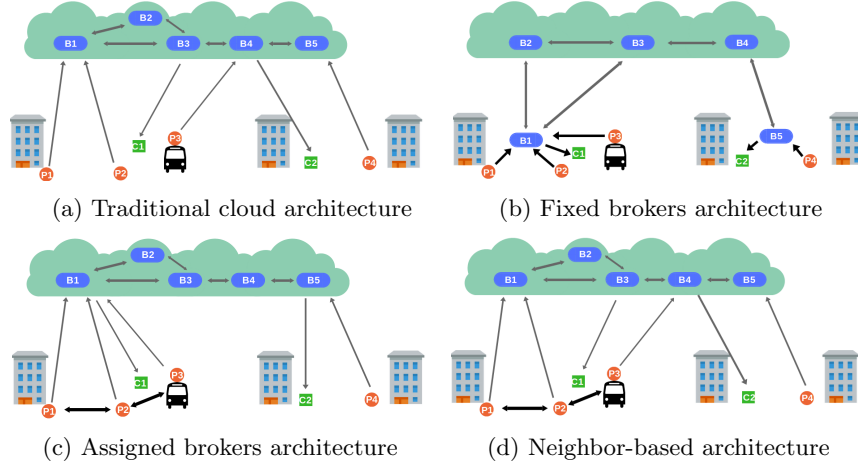 B2
B1 B3 B4 B5
P3
C1
C2
P1 P2 P4
(a) Traditional cloud architecture
B2 B3 B4
P3
B1 B5
C1 C2
P1 P2 P4
(b) Fixed brokers architecture
B2
B1 B3 B4 B5
P3
C1
C2
P1 P2 P4
(c) Assigned brokers architecture
B2
B1 B3 B4 B5
P3
C1
C2
P1 P2 P4
(d) Neighbor-based architecture